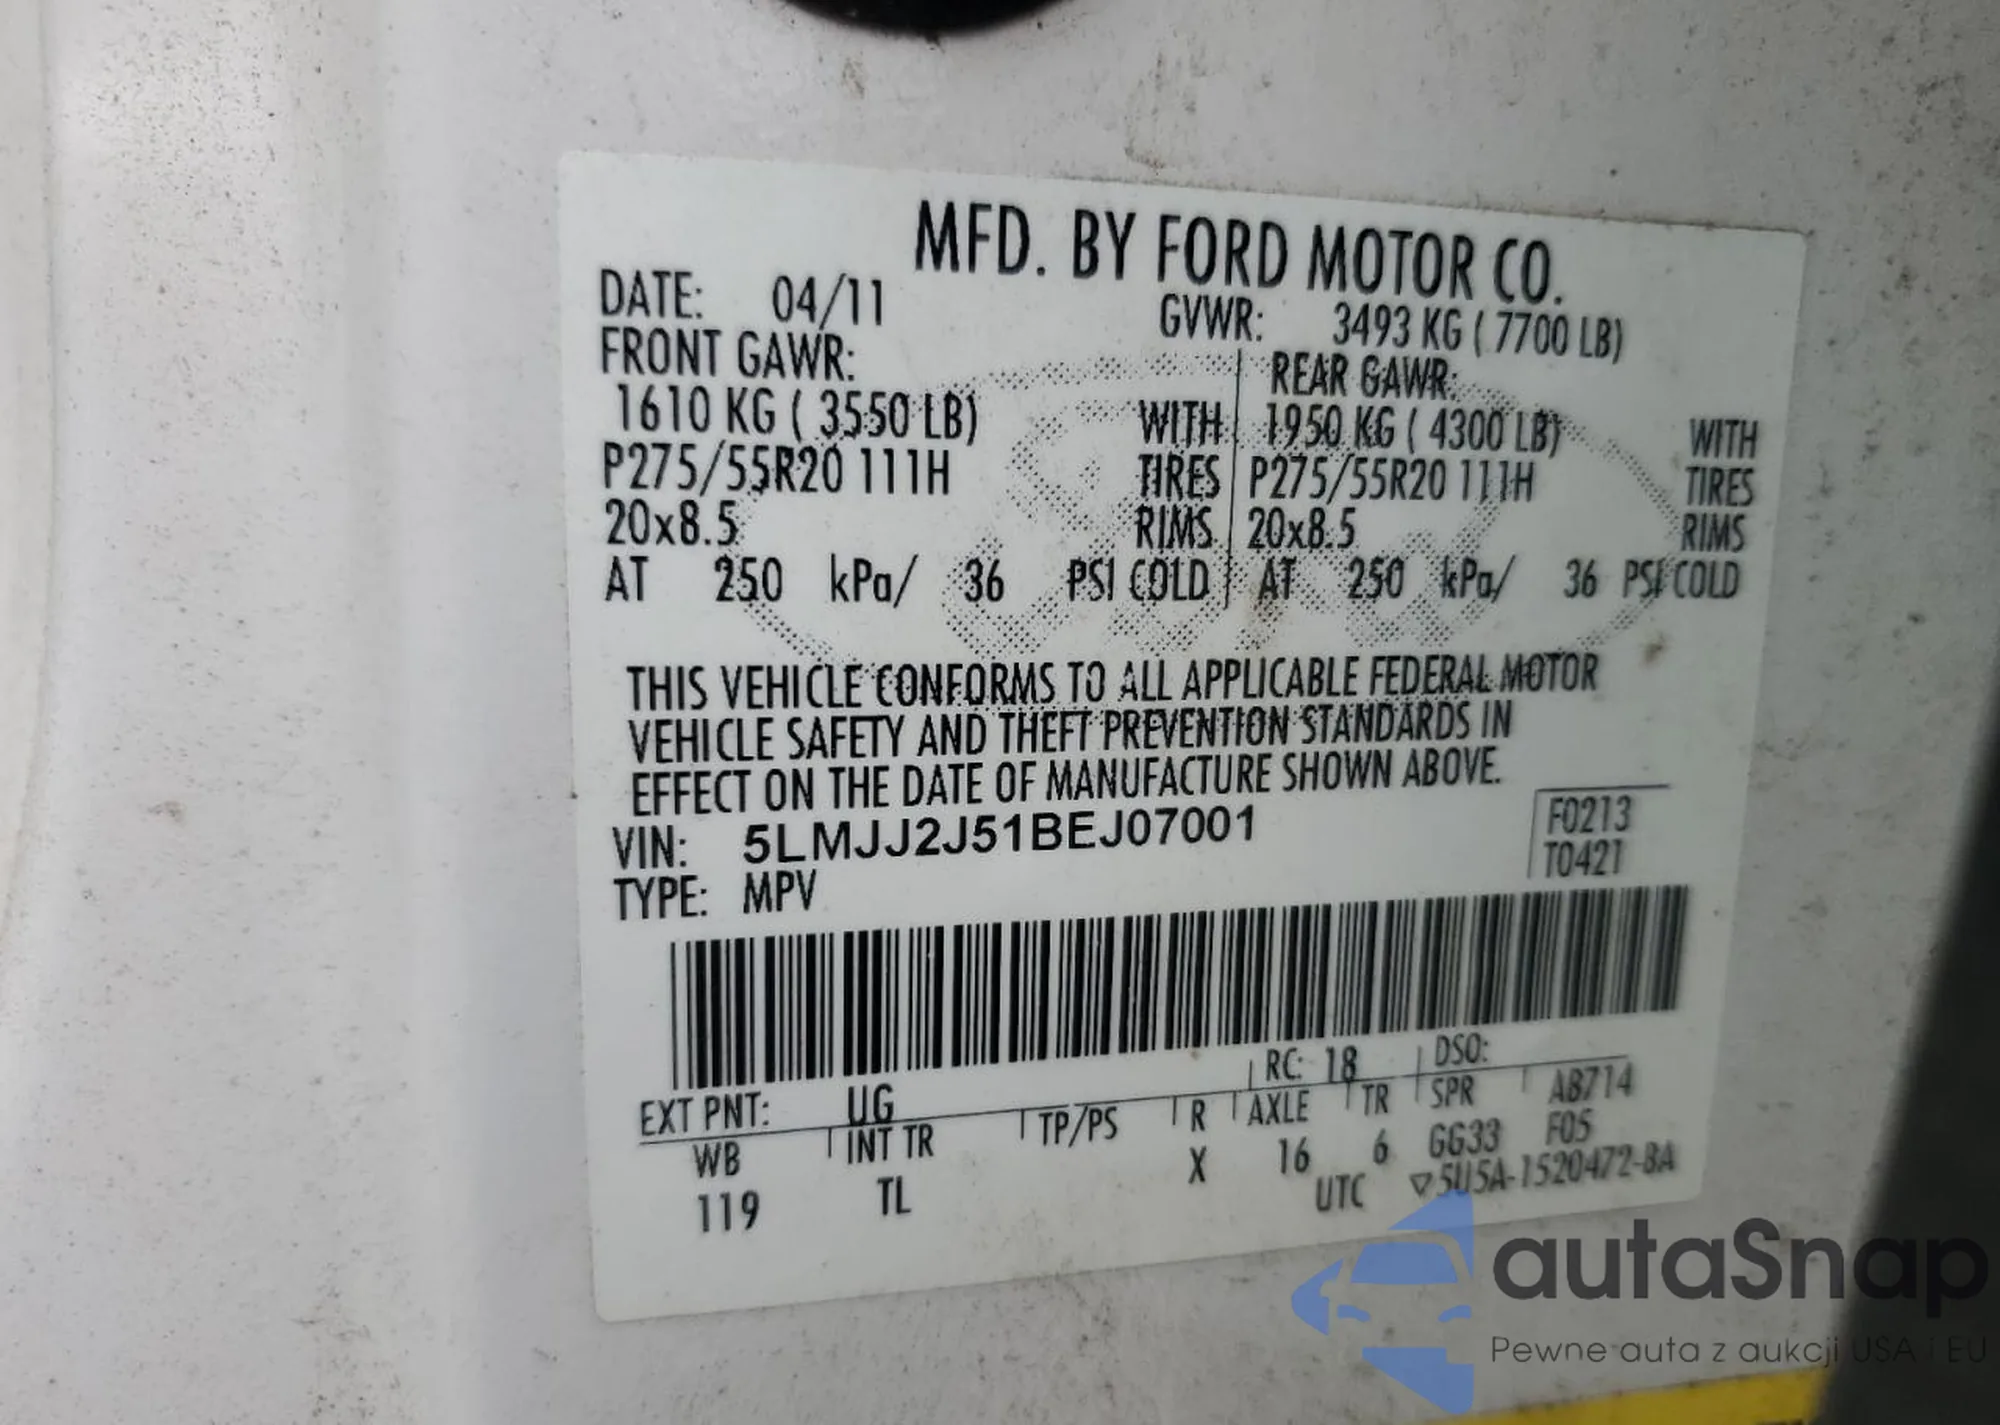 MFD. BY FORD MOTOR CO.
DATE: 04/11 GVWR: 3493 KG ( 7700 LB)
FRONT GAWR: REAR GAWR:
1610 KG ( 3550 LB) WITH 1950 KG ( 4300 LB) WITH
P275/55R20 111H TIRES P275/55R20 111H TIRES
20x8.5 RIMS 20x8.5 RIMS
AT 250 kPa/ 36 PSI COLD AT 250 kPa/ 36 PSI COLD
THIS VEHICLE CONFORMS TO ALL APPLICABLE FEDERAL MOTOR
VEHICLE SAFETY AND THEFT PREVENTION STANDARDS IN
EFFECT ON THE DATE OF MANUFACTURE SHOWN ABOVE.
VIN: 5LMJJ2J51BEJ07001 F0213
TYPE: MPV T0421
EXT PNT: UG RC: 18 DSO:
WB INT TR TP/PS R AXLE TR SPR AB714
119 TL X 16 6 GG33 F05
UTC ▽5U5A-1520472-BA
autaSnap
Pewne auta z aukcji USA i EU